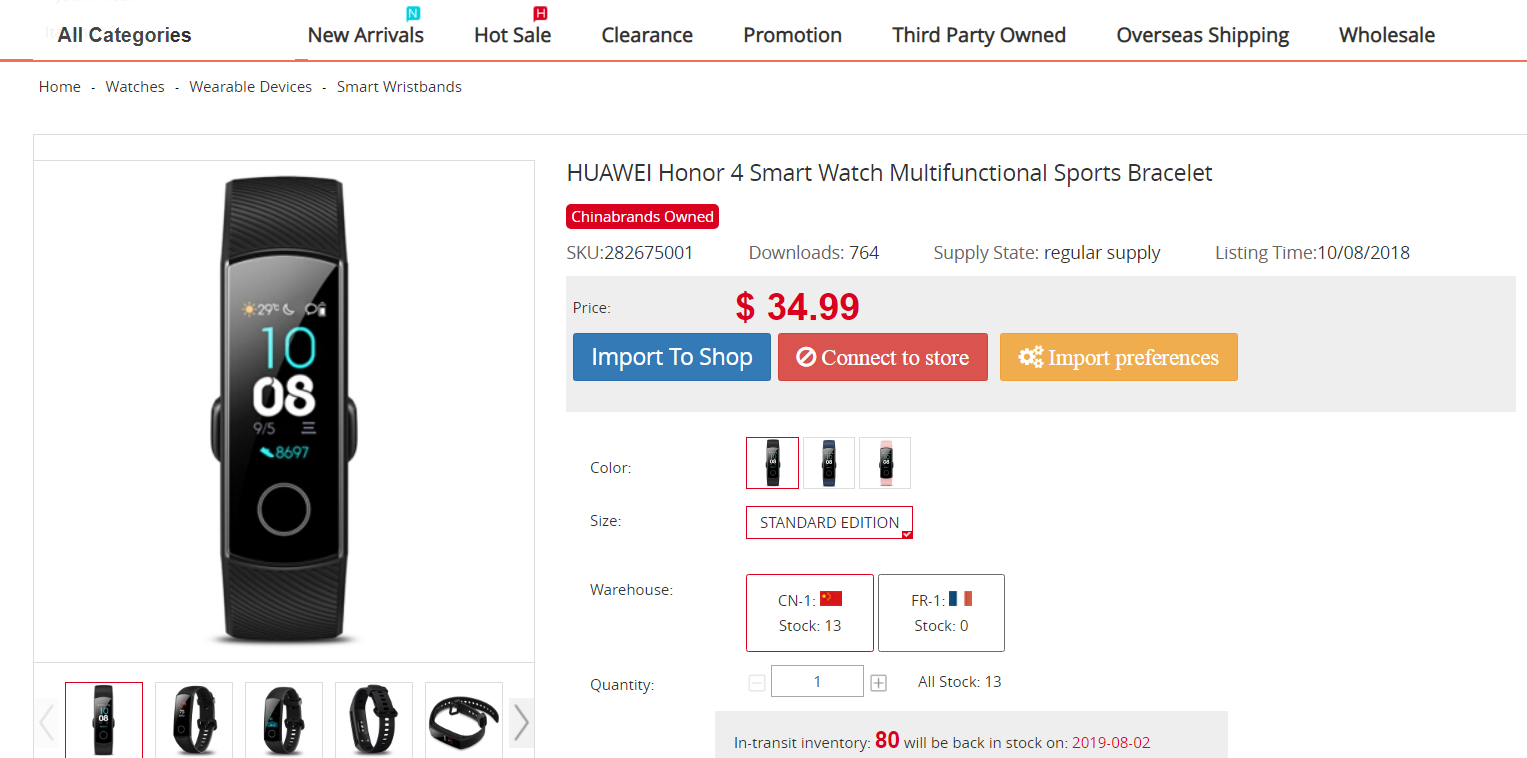 N
H
All Categories New Arrivals Hot Sale Clearance Promotion Third Party Owned Overseas Shipping Wholesale
Home - Watches - Wearable Devices - Smart Wristbands
HUAWEI Honor 4 Smart Watch Multifunctional Sports Bracelet
Chinabrands Owned
SKU:282675001 Downloads: 764 Supply State: regular supply Listing Time:10/08/2018
Price: $ 34.99
Import To Shop Connect to store Import preferences
29℃
10
08
9/5 三
8697
Color:
Size: STANDARD EDITION
Warehouse:
CN-1: FR-1:
Stock: 13 Stock: 0
Quantity: 1 All Stock: 13
In-transit inventory: 80 will be back in stock on: 2019-08-02